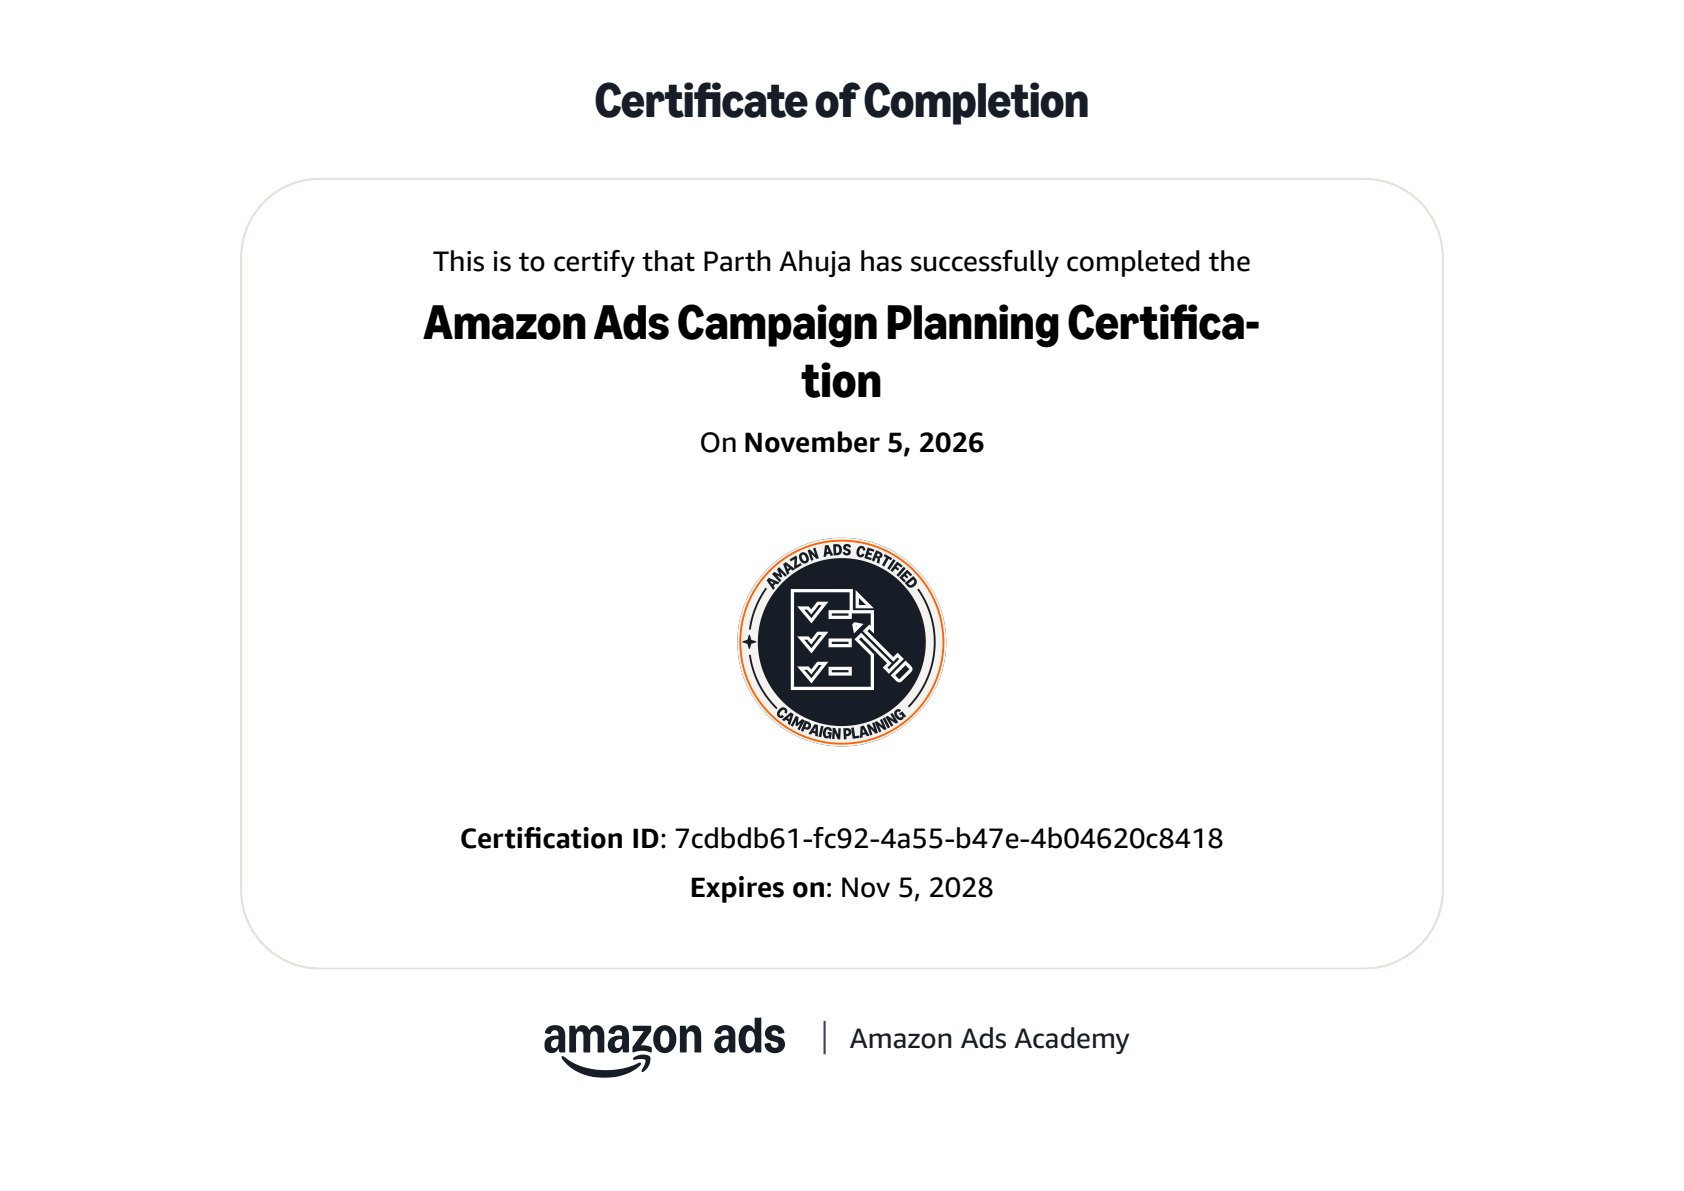 Certificate of Completion
This is to certify that Parth Ahuja has successfully completed the
Amazon Ads Campaign Planning Certifica-
tion
On November 5, 2026
AMAZON ADS CERTIFIED
CAMPAIGN PLANNING
Certification ID: 7cdbdb61-fc92-4a55-b47e-4b04620c8418
Expires on: Nov 5, 2028
amazon ads | Amazon Ads Academy